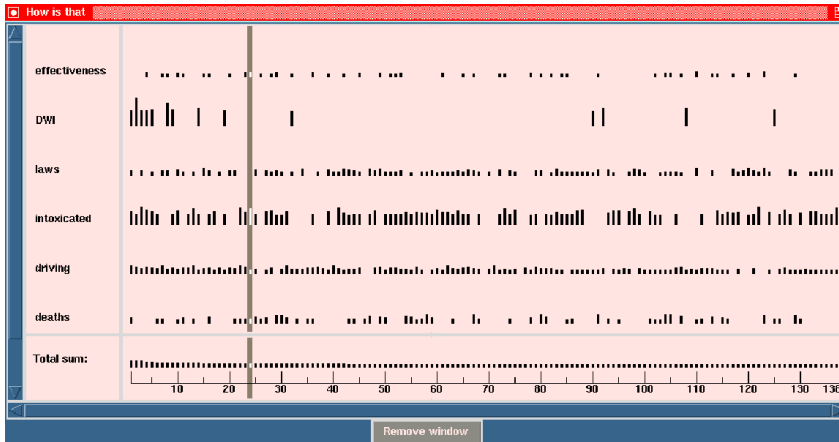 How is that
effectiveness
DWI
laws
intoxicated
driving
deaths
Total sum:
10 20 30 40 50 60 70 80 90 100 110 120 130 136
Remove window